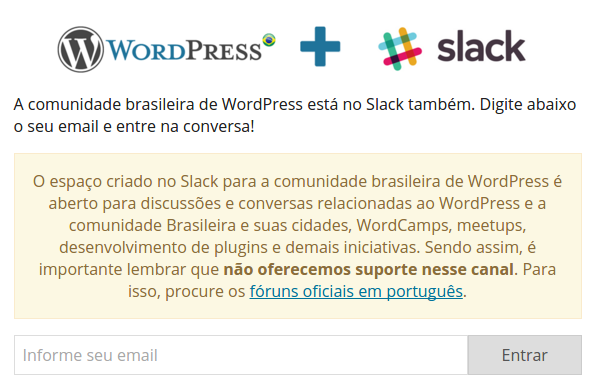 WORDPRESS + slack
A comunidade brasileira de WordPress está no Slack também. Digite abaixo
o seu email e entre na conversa!
O espaço criado no Slack para a comunidade brasileira de WordPress é
aberto para discussões e conversas relacionadas ao WordPress e a
comunidade Brasileira e suas cidades, WordCamps, meetups,
desenvolvimento de plugins e demais iniciativas. Sendo assim, é
importante lembrar que não oferecemos suporte nesse canal. Para
isso, procure os fóruns oficiais em português.
Informe seu email Entrar